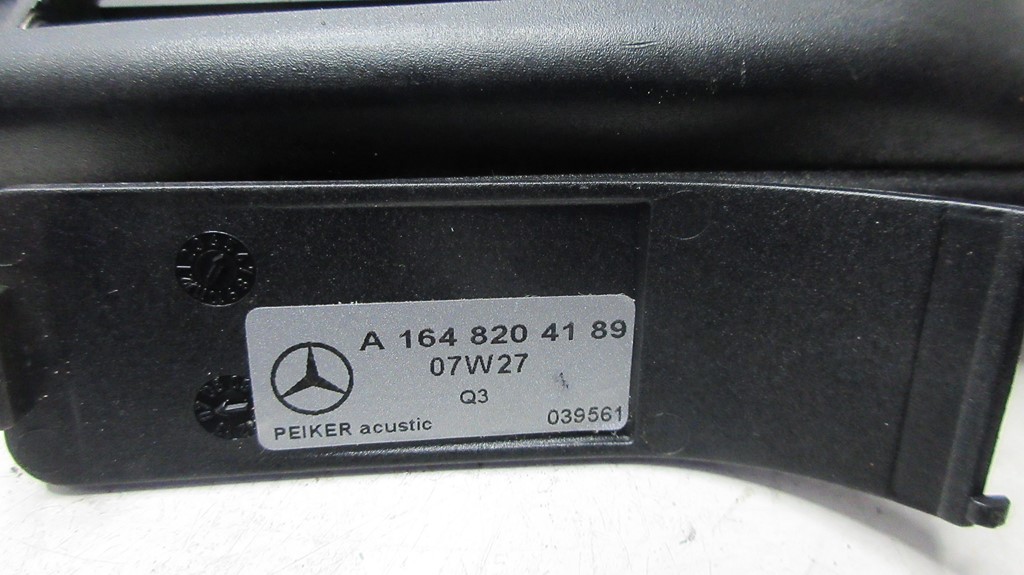 A 164 820 41 89
07W27
Q3
PEIKER acustic 039561